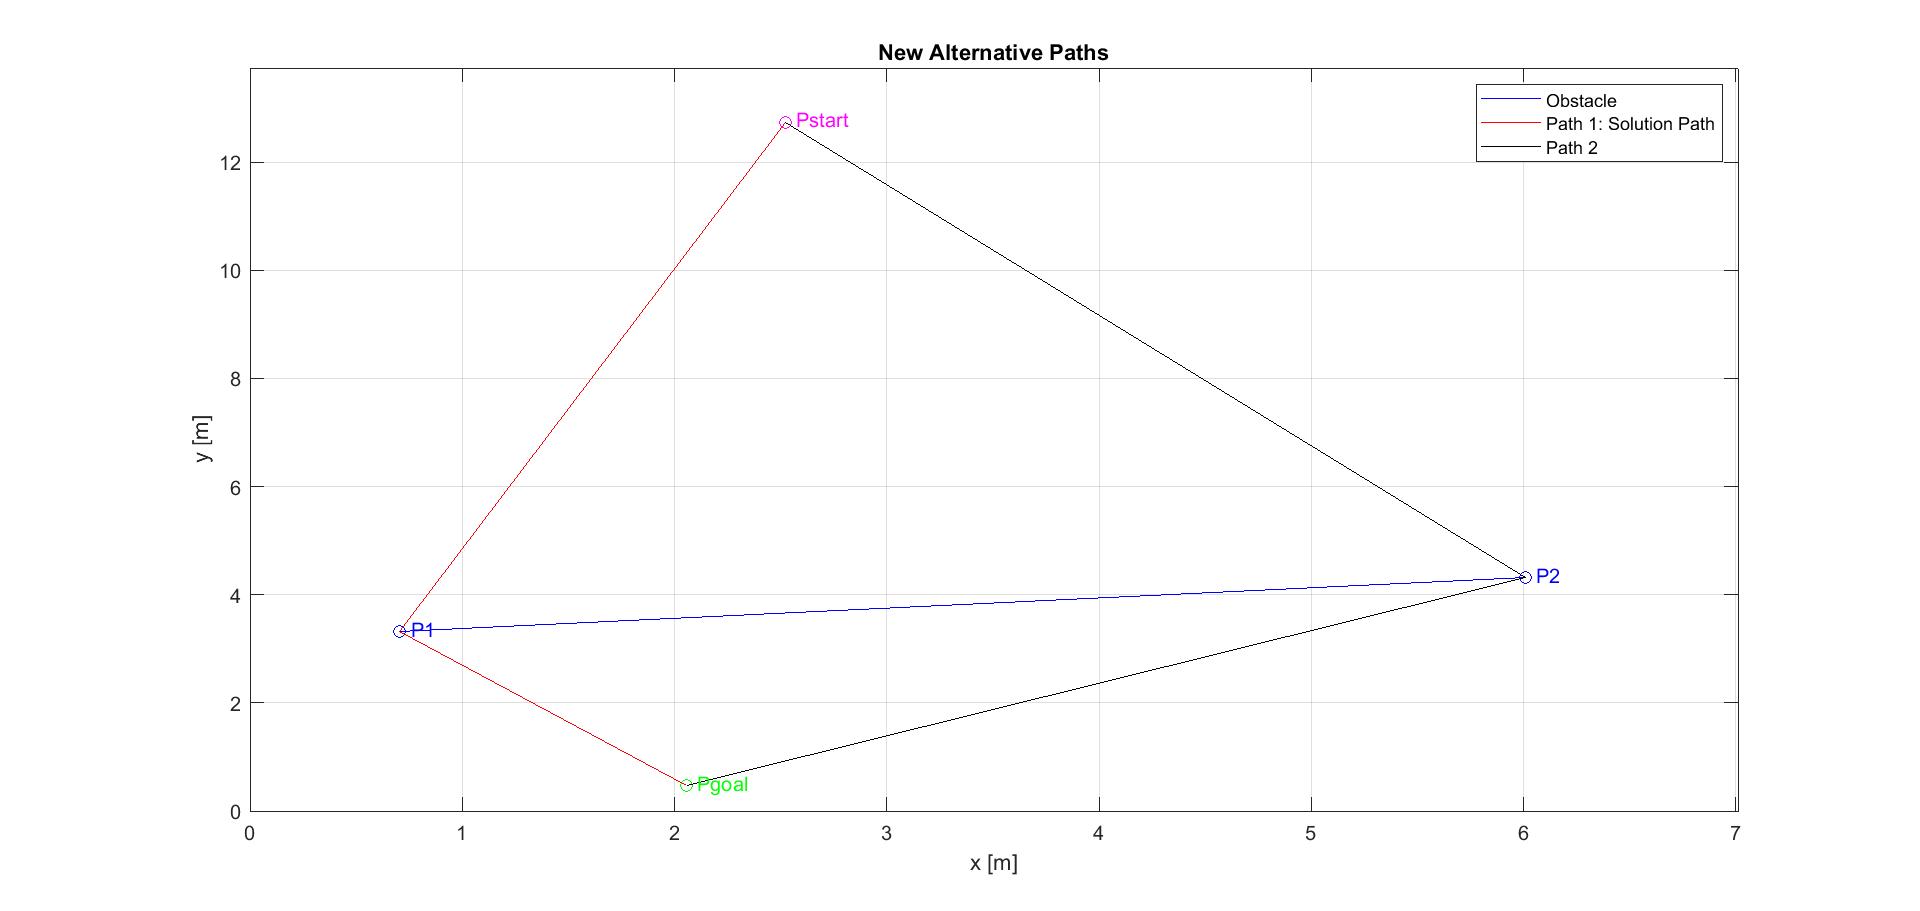 New Alternative Paths
Obstacle
Path 1: Solution Path
Path 2
Pstart
P2
P1
Pgoal
y [m]
12
10
8
6
4
2
0
0 1 2 3 4 5 6 7
x [m]